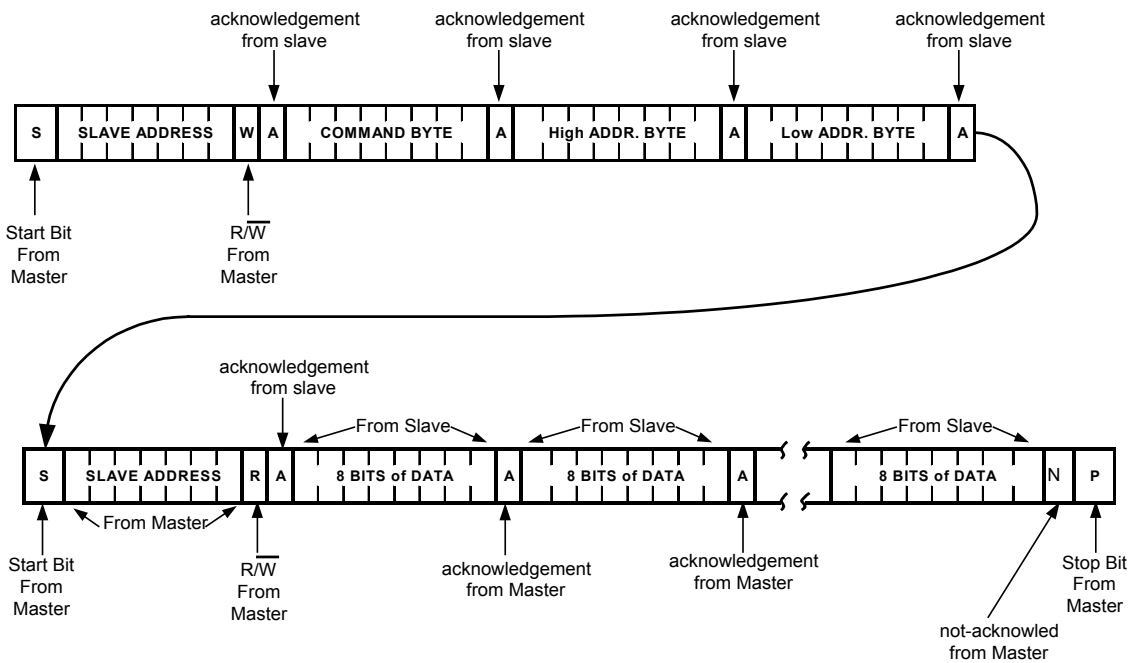 acknowledgement
from slave
acknowledgement
from slave
acknowledgement
from slave
acknowledgement
from slave
S SLAVE ADDRESS W A COMMAND BYTE A High ADDR. BYTE A Low ADDR. BYTE A
Start Bit
From
Master
R/W̅
From
Master
acknowledgement
from slave
From Slave
From Slave
From Slave
S SLAVE ADDRESS R A 8 BITS of DATA A 8 BITS of DATA A 8 BITS of DATA N P
From Master
Start Bit
From
Master
R/W̅
From
Master
acknowledgement
from Master
acknowledgement
from Master
not-acknowled
from Master
Stop Bit
From
Master